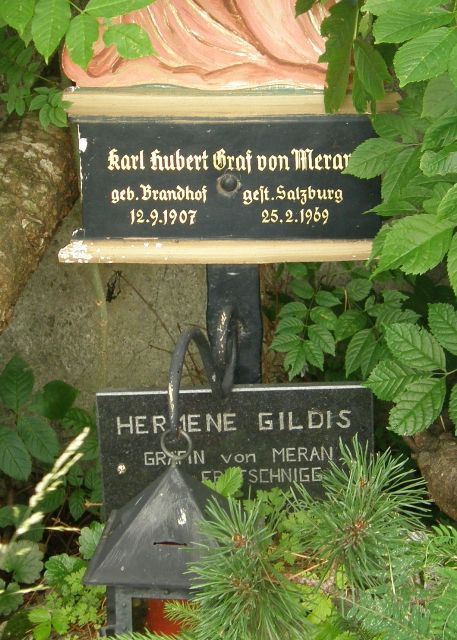 Karl Hubert Graf von Meran
geb. Brandhof gest. Salzburg
12.9.1907 25.2.1969
HERMENE GILDIS
GRÄFIN von MERAN